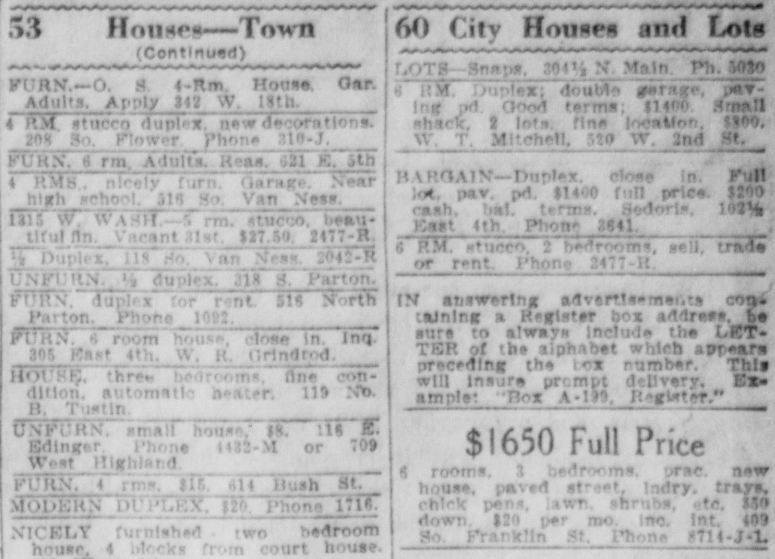 53 Houses—Town
(Continued)
FURN.—O. S. 4-Rm. House, Gar.
Adults. Apply 342 W. 18th.
4 RM. stucco duplex, new decorations.
208 So. Flower. Phone 310-J.
FURN. 6 rm. Adults. Reas. 621 E. 5th
4 RMS., nicely furn. Garage. Near
high school. 516 So. Van Ness.
1315 W. WASH.—5 rm. stucco, beau-
tiful fin. Vacant 31st. $27.50. 2477-R.
½ Duplex, 118 So. Van Ness. 2042-R
UNFURN. ½ duplex. 318 S. Parton.
FURN. duplex for rent. 516 North
Parton. Phone 1092.
FURN. 6 room house, close in. Inq.
305 East 4th. W. R. Grindrod.
HOUSE, three bedrooms, fine con-
dition, automatic heater. 119 No.
B, Tustin.
UNFURN. small house, $8. 116 E.
Edinger. Phone 4432-M or 709
West Highland.
FURN. 4 rms. $15. 614 Bush St.
MODERN DUPLEX, $20. Phone 1716.
NICELY furnished two bedroom
house, 4 blocks from court house.
60 City Houses and Lots
LOTS—Snaps. 304½ N. Main. Ph. 5030
6 RM. Duplex; double garage, pav-
ing pd. Good terms; $1400. Small
shack, 2 lots, fine location, $800.
W. T. Mitchell, 520 W. 2nd St.
BARGAIN—Duplex, close in. Full
lot, pav. pd. $1400 full price. $200
cash, bal. terms. Sedoris, 102½
East 4th. Phone 3641.
6 RM. stucco, 2 bedrooms, sell, trade
or rent. Phone 2477-R.
IN answering advertisements con-
taining a Register box address, be
sure to always include the LET-
TER of the alphabet which appears
preceding the box number. This
will insure prompt delivery. Ex-
ample: "Box A-199, Register."
$1650 Full Price
6 rooms, 3 bedrooms, prac. new
house, paved street, lndry. trays,
chick pens, lawn, shrubs, etc. $50
down, $20 per mo. inc. int. 409
So. Franklin St. Phone 8714-J-1.